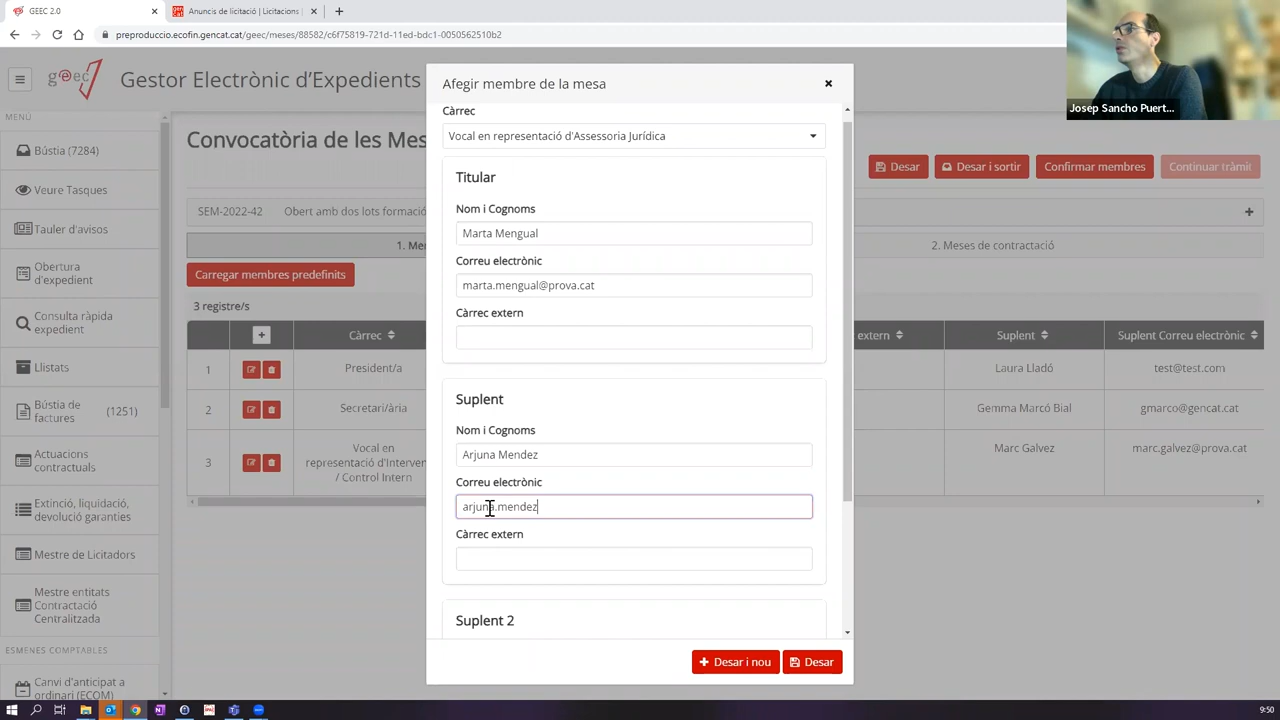 GEEC 2.0
Anuncis de licitació | Licitacions
preproduccio.ecofin.gencat.cat/geec/meses/88582/c6f75819-721d-11ed-bdc1-0050562510b2
Josep Sancho Puert...
geec
Gestor Electrònic d'Expedients
MENÚ
Bústia (7284)
Veure Tasques
Tauler d'avisos
Obertura
d'expedient
Consulta ràpida
expedient
Llistats
Bústia de
factures
(1251)
Actuacions
contractuals
Extinció, liquidació,
devolució garanties
Mestre de Licitadors
Mestre entitats
Contractació
Centralitzada
ESMENES COMPTABLES
Canvi d'anticipat a
ordinari (ECOM)
Convocatòria de les Mes
Desar
Desar i sortir
Confirmar membres
Continuar tràmit
SEM-2022-42
Obert amb dos lots formació
1. Me
2. Meses de contractació
Carregar membres predefinits
3 registre/s
Càrrec
extern
Suplent
Suplent Correu electrònic
1
President/a
Laura Lladó
test@test.com
2
Secretari/ària
Gemma Marcó Bial
gmarco@gencat.cat
3
Vocal en
representació d'Interven
/ Control Intern
Marc Galvez
marc.galvez@prova.cat
Afegir membre de la mesa
Càrrec
Vocal en representació d'Assessoria Jurídica
Titular
Nom i Cognoms
Marta Mengual
Correu electrònic
marta.mengual@prova.cat
Càrrec extern
Suplent
Nom i Cognoms
Arjuna Mendez
Correu electrònic
arjuna.mendez
Càrrec extern
Suplent 2
Desar i nou
Desar
9:50